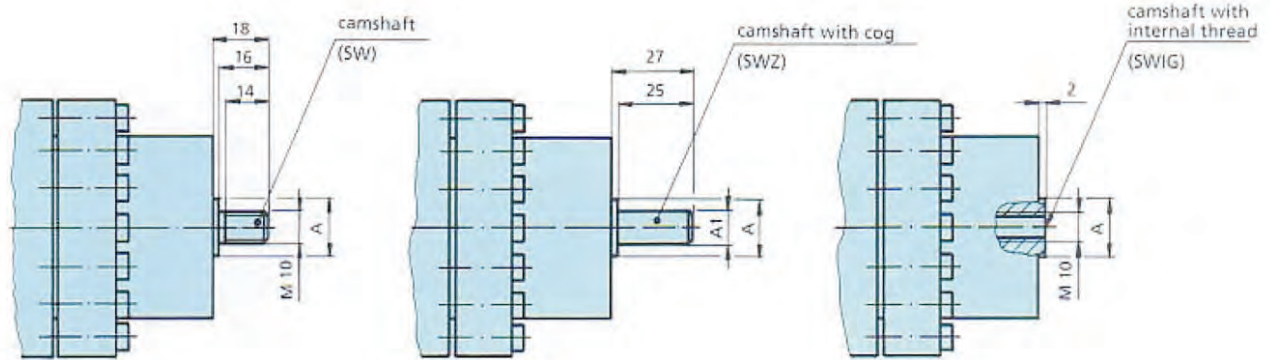 18
16
14
camshaft
(SW)
A
M 10
27
25
camshaft with cog
(SWZ)
A1
A
2
camshaft with
internal thread
(SWIG)
M 10
A